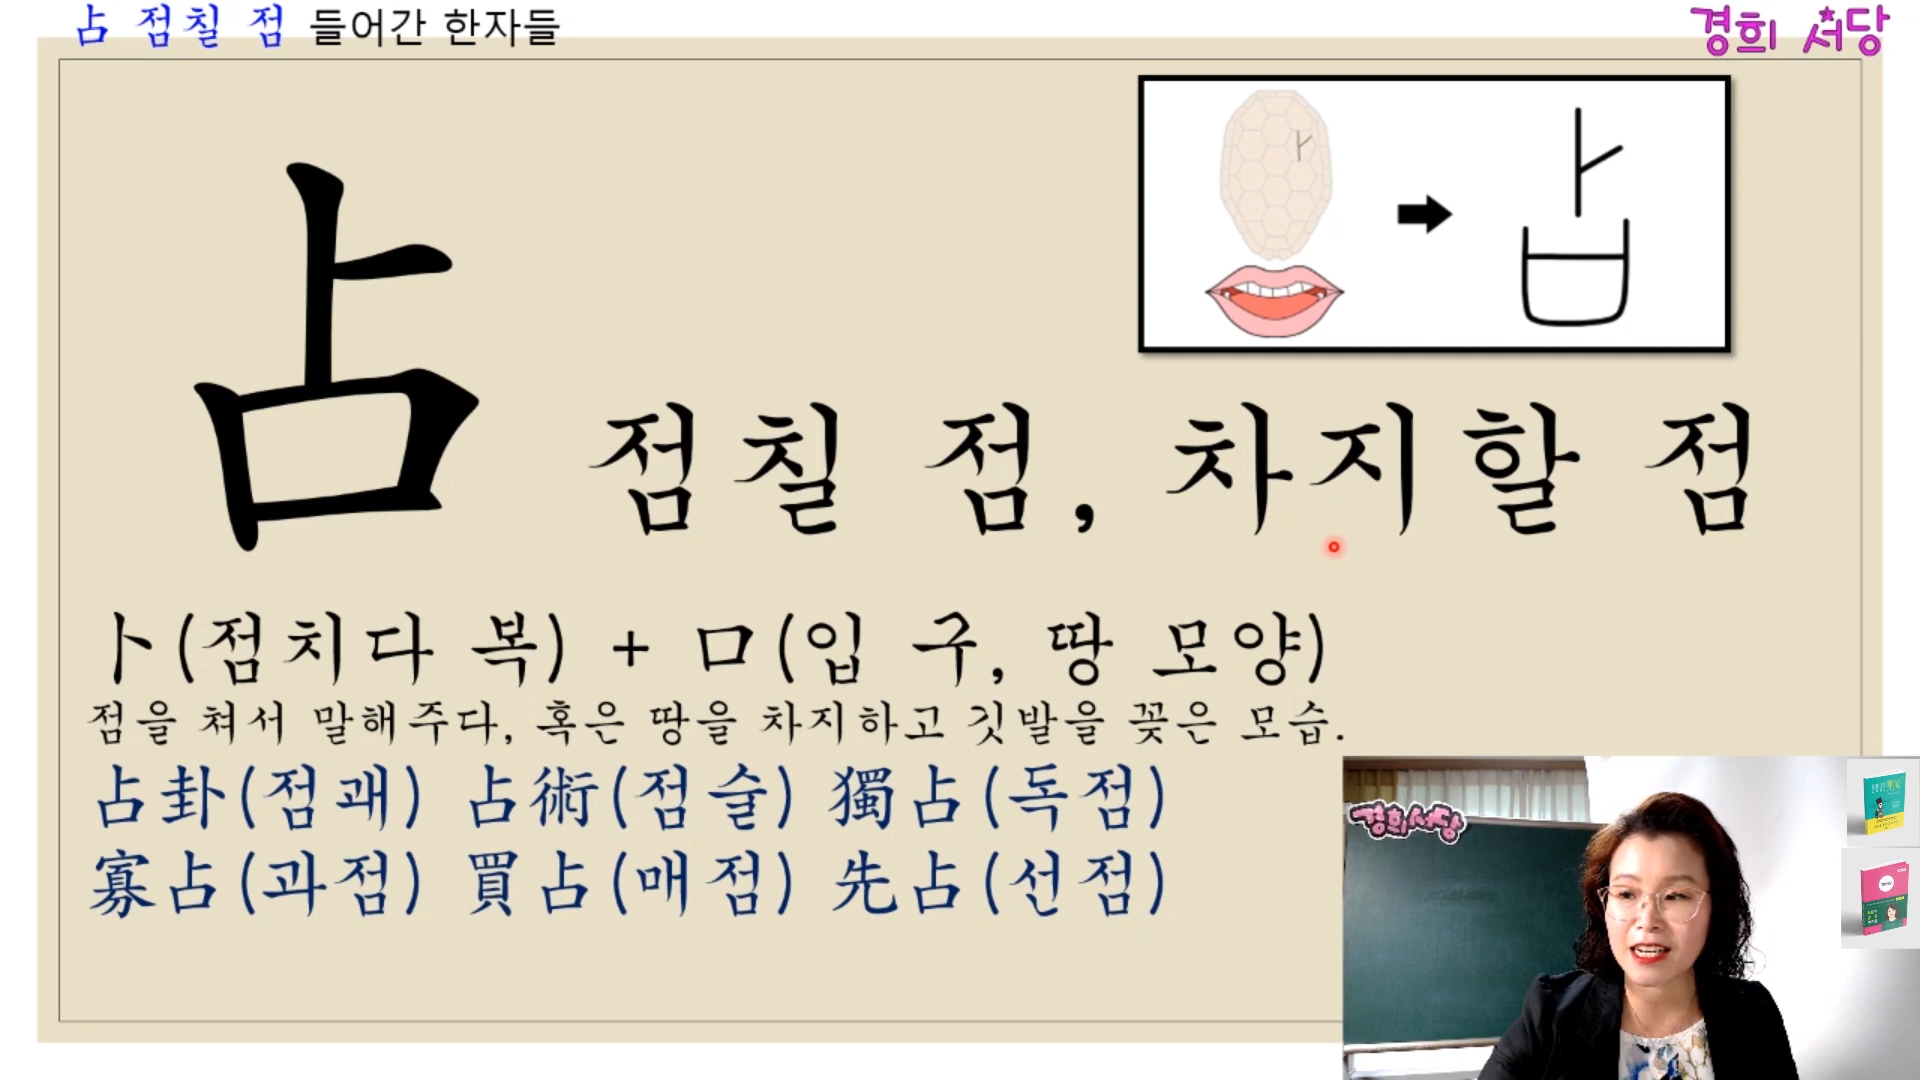 占 점칠 점 들어간 한자들
경희 서당
占 점칠 점, 차지할 점
卜(점치다 복) + 口(입 구, 땅 모양)
점을 쳐서 말해주다, 혹은 땅을 차지하고 깃발을 꽂은 모습.
占卦(점괘) 占術(점술) 獨占(독점)
寡占(과점) 買占(매점) 先占(선점)
경희서당